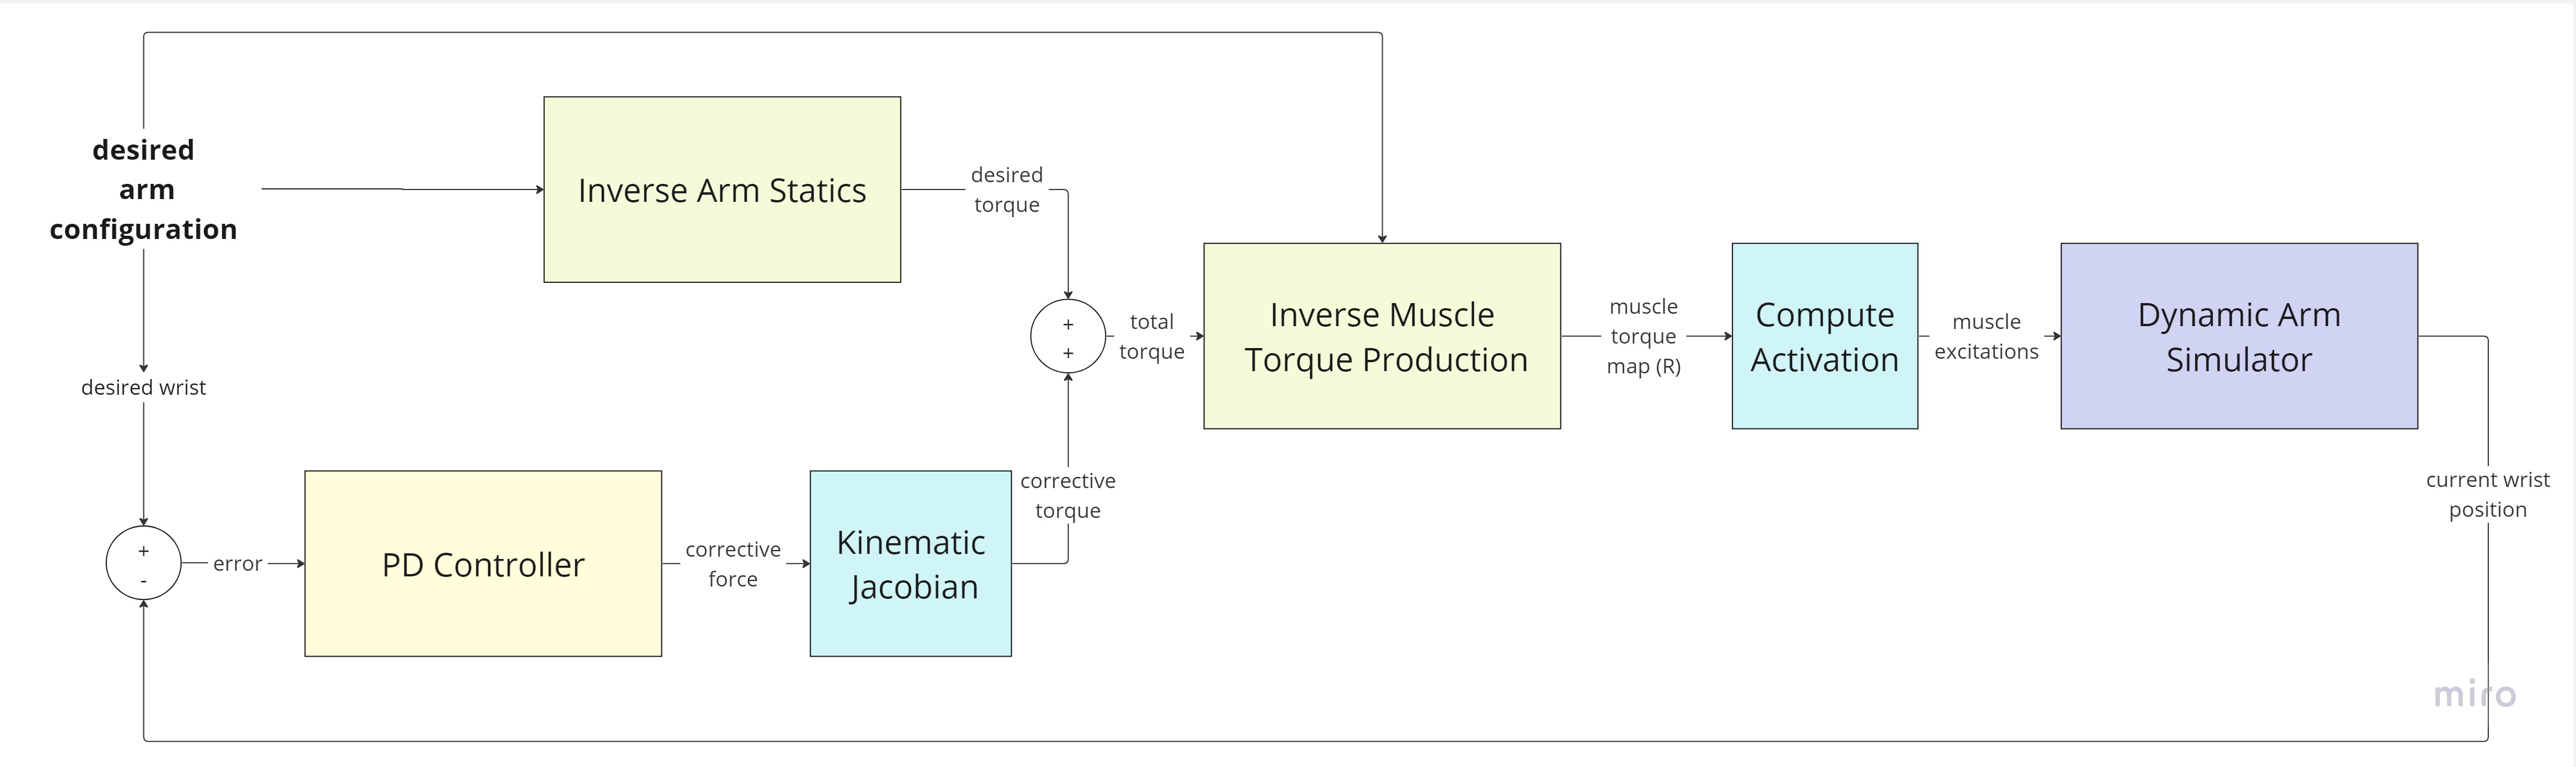 desired
arm
configuration
Inverse Arm Statics
desired
torque
+
+
total
torque
Inverse Muscle
Torque Production
muscle
torque
map (R)
Compute
Activation
muscle
excitations
Dynamic Arm
Simulator
desired wrist
+
-
error
PD Controller
corrective
force
Kinematic
Jacobian
corrective
torque
current wrist
position
miro